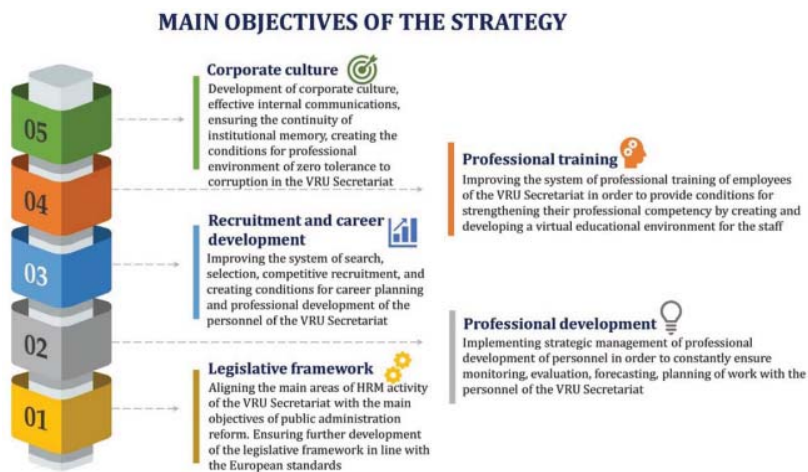 MAIN OBJECTIVES OF THE STRATEGY
05
Corporate culture
Development of corporate culture,
effective internal communications,
ensuring the continuity of
institutional memory, creating the
conditions for professional
environment of zero tolerance to
corruption in the VRU Secretariat
04
Professional training
Improving the system of professional training of employees
of the VRU Secretariat in order to provide conditions for
strengthening their professional competency by creating and
developing a virtual educational environment for the staff
03
Recruitment and career
development
Improving the system of search,
selection, competitive recruitment, and
creating conditions for career planning
and professional development of the
personnel of the VRU Secretariat
02
Professional development
Implementing strategic management of professional
development of personnel in order to constantly ensure
monitoring, evaluation, forecasting, planning of work with the
personnel of the VRU Secretariat
01
Legislative framework
Aligning the main areas of HRM activity
of the VRU Secretariat with the main
objectives of public administration
reform. Ensuring further development
of the legislative framework in line with
the European standards